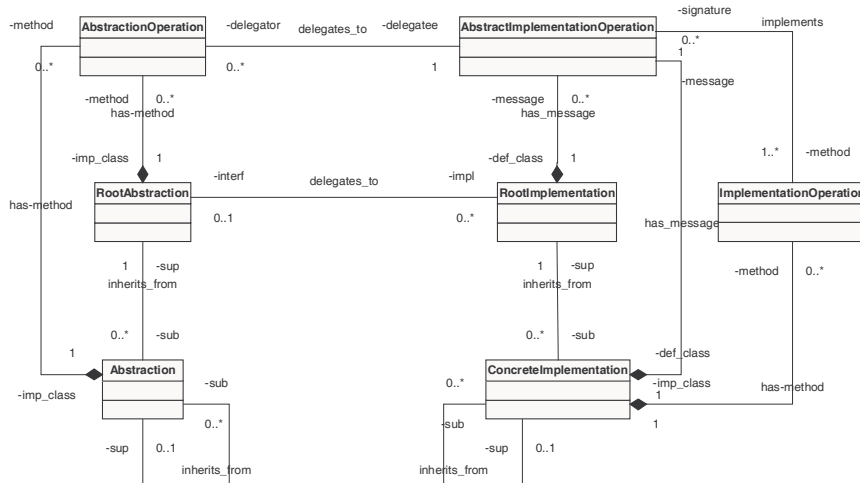 -signature
-method
AbstractionOperation
-delegator
delegates_to
-delegatee
AbstractImplementationOperation
implements
0..*
0..*
0..*
1
1
-message
-method
0..*
has-method
-message
0..*
has_message
-imp_class
1
-def_class
1
1..*
-method
RootAbstraction
-interf
delegates_to
-impl
RootImplementation
ImplementationOperation
has-method
0..1
0..*
has_message
1
-sup
inherits_from
1
-sup
inherits_from
-method
0..*
0..*
-sub
0..*
-sub
1
-def_class
Abstraction
ConcreteImplementation
-imp_class
-sub
0..*
-imp_class
has-method
1
0..*
-sub
1
-sup
0..1
-sup
0..1
inherits_from
inherits_from